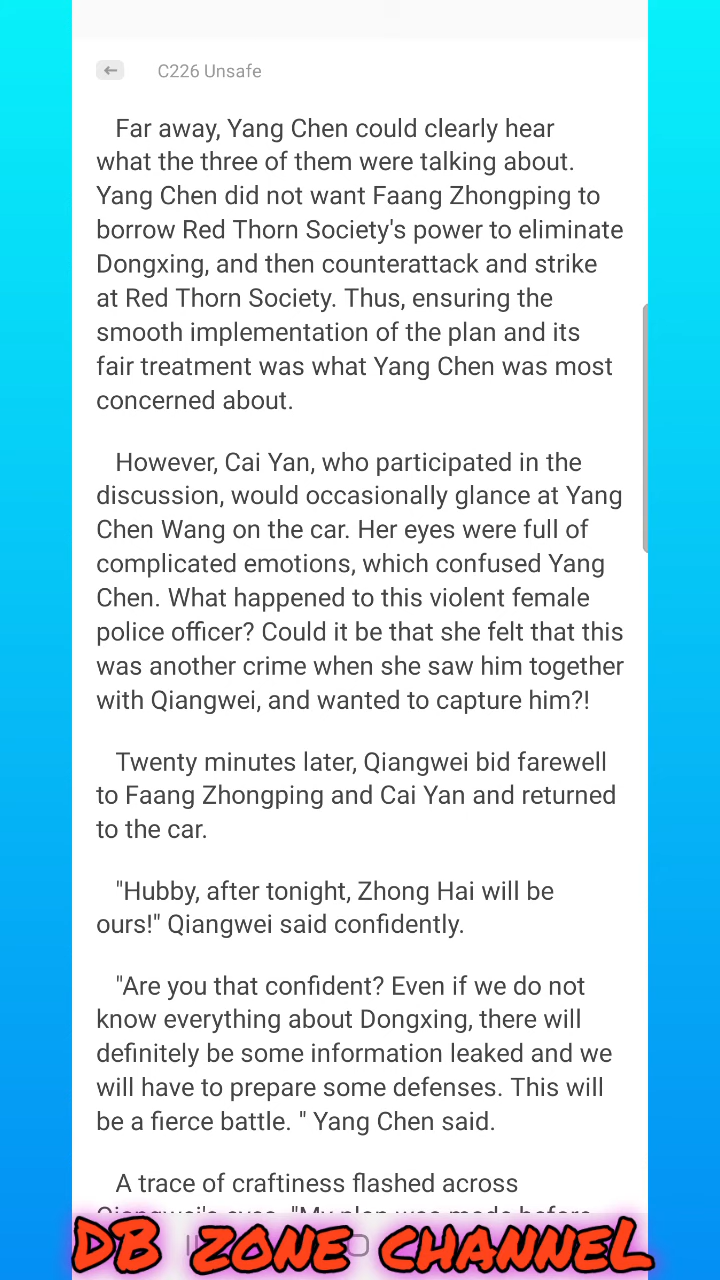 C226 Unsafe
Far away, Yang Chen could clearly hear
what the three of them were talking about.
Yang Chen did not want Faang Zhongping to
borrow Red Thorn Society's power to eliminate
Dongxing, and then counterattack and strike
at Red Thorn Society. Thus, ensuring the
smooth implementation of the plan and its
fair treatment was what Yang Chen was most
concerned about.
However, Cai Yan, who participated in the
discussion, would occasionally glance at Yang
Chen Wang on the car. Her eyes were full of
complicated emotions, which confused Yang
Chen. What happened to this violent female
police officer? Could it be that she felt that this
was another crime when she saw him together
with Qiangwei, and wanted to capture him?!
Twenty minutes later, Qiangwei bid farewell
to Faang Zhongping and Cai Yan and returned
to the car.
"Hubby, after tonight, Zhong Hai will be
ours!" Qiangwei said confidently.
"Are you that confident? Even if we do not
know everything about Dongxing, there will
definitely be some information leaked and we
will have to prepare some defenses. This will
be a fierce battle. " Yang Chen said.
A trace of craftiness flashed across
Qiangwei's eyes. "My plan was made before
DB ZONE CHANNEL